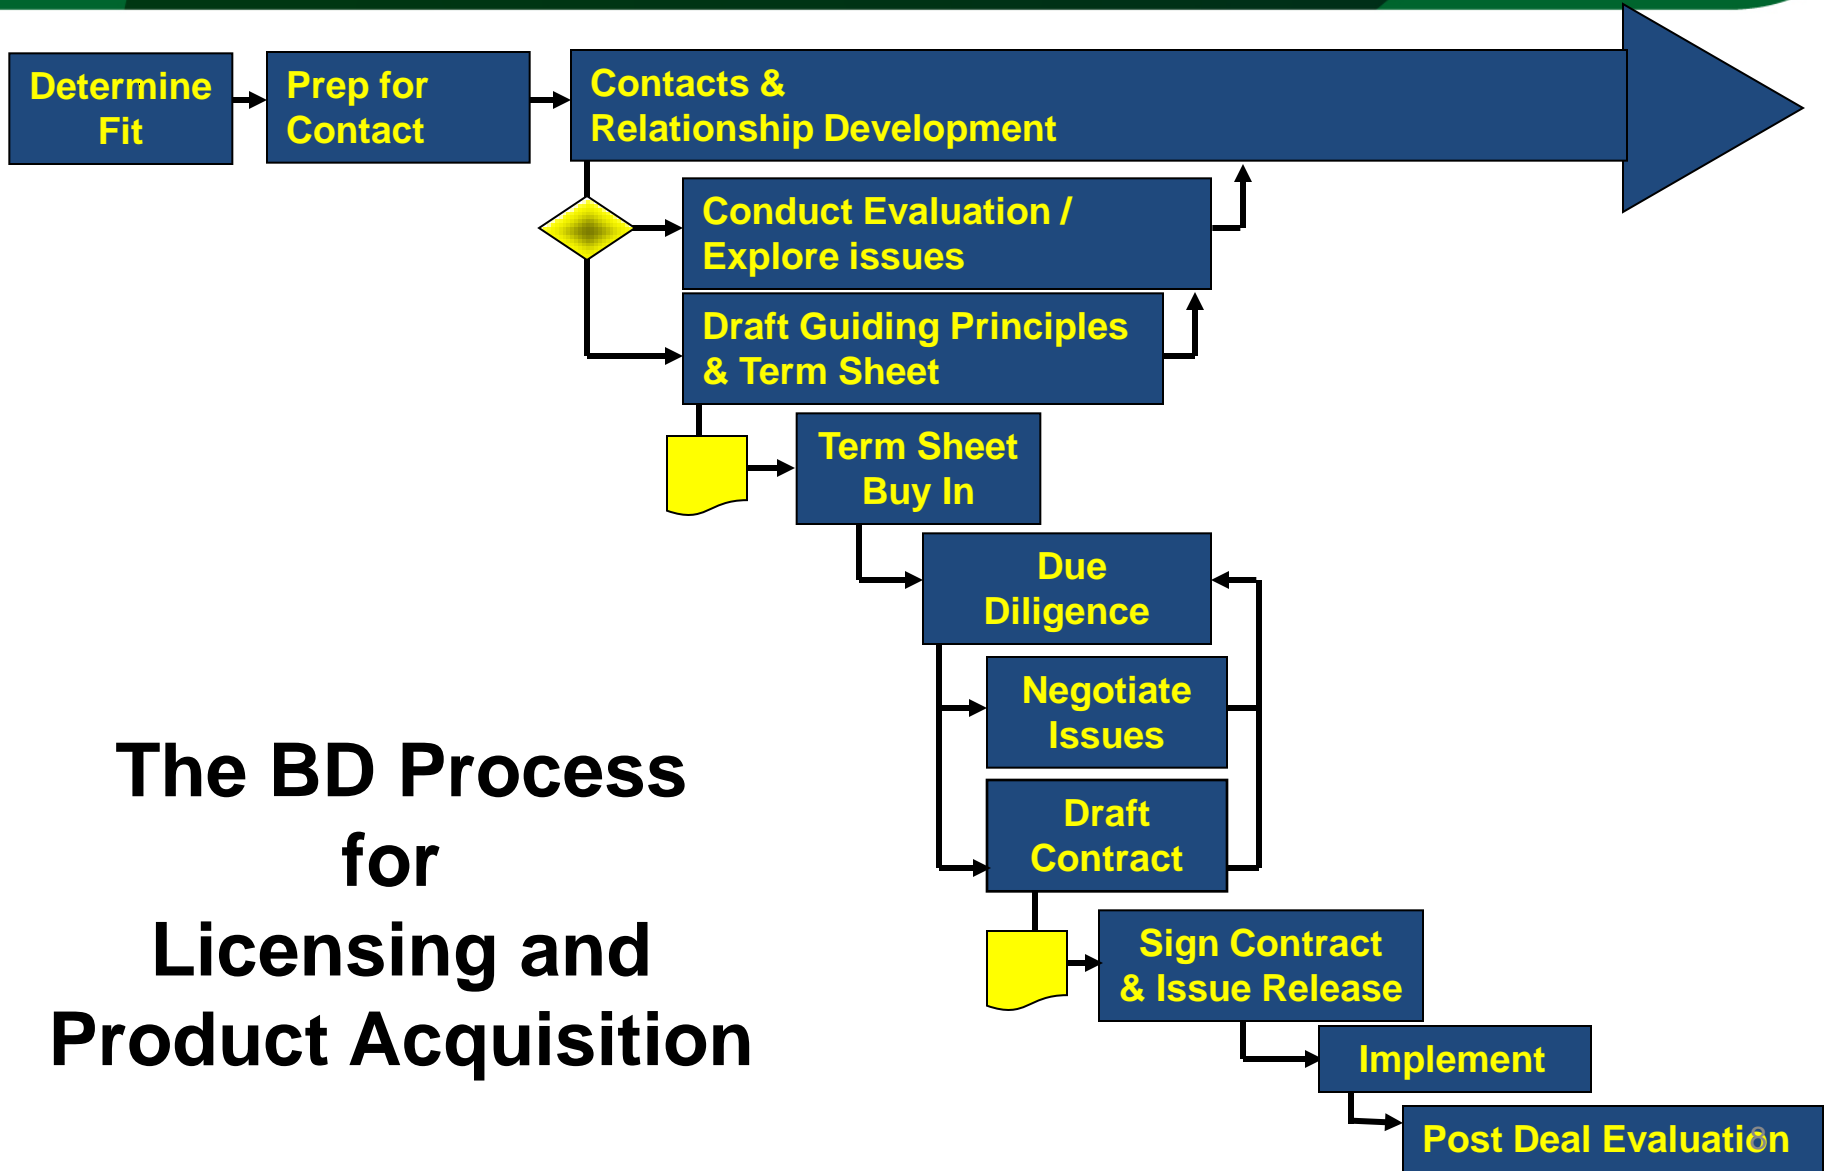 Determine
Fit
Prep for
Contact
Contacts &
Relationship Development
Conduct Evaluation /
Explore issues
Draft Guiding Principles
& Term Sheet
Term Sheet
Buy In
Due
Diligence
Negotiate
Issues
Draft
Contract
Sign Contract
& Issue Release
Implement
Post Deal Evaluation
8
The BD Process
for
Licensing and
Product Acquisition